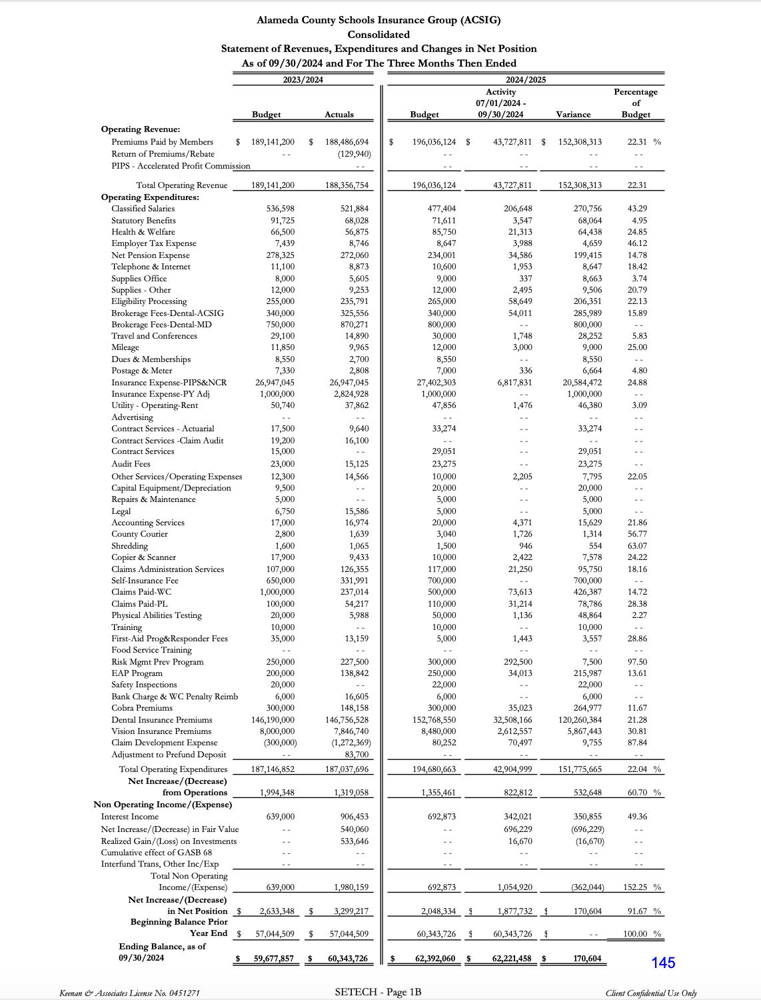 Alameda County Schools Insurance Group (ACSIG)
Consolidated
Statement of Revenues, Expenditures and Changes in Net Position
As of 09/30/2024 and For The Three Months Then Ended
2023/2024 2024/2025
Activity Percentage
07/01/2024 - of
Budget Actuals Budget 09/30/2024 Variance Budget
Operating Revenue:
Premiums Paid by Members $ 189,141,200 $ 188,486,694 $ 196,036,124 $ 43,727,811 $ 152,308,313 22.31 %
Return of Premiums/Rebate - - (129,940) - - - - - - - -
PIPS - Accelerated Profit Commission - - - - - - - - - -
Total Operating Revenue 189,141,200 188,356,754 196,036,124 43,727,811 152,308,313 22.31
Operating Expenditures:
Classified Salaries 536,598 521,884 477,404 206,648 270,756 43.29
Statutory Benefits 91,725 68,028 71,611 3,547 68,064 4.95
Health & Welfare 66,500 56,875 85,750 21,313 64,438 24.85
Employer Tax Expense 7,439 8,746 8,647 3,988 4,659 46.12
Net Pension Expense 278,325 272,060 234,001 34,586 199,415 14.78
Telephone & Internet 11,100 8,873 10,600 1,953 8,647 18.42
Supplies Office 8,000 5,605 9,000 337 8,663 3.74
Supplies - Other 12,000 9,253 12,000 2,495 9,506 20.79
Eligibility Processing 255,000 235,791 265,000 58,649 206,351 22.13
Brokerage Fees-Dental-ACSIG 340,000 325,556 340,000 54,011 285,989 15.89
Brokerage Fees-Dental-MD 750,000 870,271 800,000 - - 800,000 - -
Travel and Conferences 29,100 14,890 30,000 1,748 28,252 5.83
Mileage 11,850 9,965 12,000 3,000 9,000 25.00
Dues & Memberships 8,550 2,700 8,550 - - 8,550 - -
Postage & Meter 7,330 2,808 7,000 336 6,664 4.80
Insurance Expense-PIPS&NCR 26,947,045 26,947,045 27,402,303 6,817,831 20,584,472 24.88
Insurance Expense-PY Adj 1,000,000 2,824,928 1,000,000 - - 1,000,000 - -
Utility - Operating-Rent 50,740 37,862 47,856 1,476 46,380 3.09
Advertising - - - - - - - - - - - -
Contract Services - Actuarial 17,500 9,640 33,274 - - 33,274 - -
Contract Services -Claim Audit 19,200 16,100 - - - - - - - -
Contract Services 15,000 - - 29,051 - - 29,051 - -
Audit Fees 23,000 15,125 23,275 - - 23,275 - -
Other Services/Operating Expenses 12,300 14,566 10,000 2,205 7,795 22.05
Capital Equipment/Depreciation 9,500 - - 20,000 - - 20,000 - -
Repairs & Maintenance 5,000 - - 5,000 - - 5,000 - -
Legal 6,750 15,586 5,000 - - 5,000 - -
Accounting Services 17,000 16,974 20,000 4,371 15,629 21.86
County Courier 2,800 1,639 3,040 1,726 1,314 56.77
Shredding 1,600 1,065 1,500 946 554 63.07
Copier & Scanner 17,900 9,433 10,000 2,422 7,578 24.22
Claims Administration Services 107,000 126,355 117,000 21,250 95,750 18.16
Self-Insurance Fee 650,000 331,991 700,000 - - 700,000 - -
Claims Paid-WC 1,000,000 237,014 500,000 73,613 426,387 14.72
Claims Paid-PL 100,000 54,217 110,000 31,214 78,786 28.38
Physical Abilities Testing 20,000 5,988 50,000 1,136 48,864 2.27
Training 10,000 - - 10,000 - - 10,000 - -
First-Aid Prog&Responder Fees 35,000 13,159 5,000 1,443 3,557 28.86
Food Service Training - - - - - - - - - - - -
Risk Mgmt Prev Program 250,000 227,500 300,000 292,500 7,500 97.50
EAP Program 200,000 138,842 250,000 34,013 215,987 13.61
Safety Inspections 20,000 - - 22,000 - - 22,000 - -
Bank Charge & WC Penalty Reimb 6,000 16,605 6,000 - - 6,000 - -
Cobra Premiums 300,000 148,158 300,000 35,023 264,977 11.67
Dental Insurance Premiums 146,190,000 146,756,528 152,768,550 32,508,166 120,260,384 21.28
Vision Insurance Premiums 8,000,000 7,846,740 8,480,000 2,612,557 5,867,443 30.81
Claim Development Expense (300,000) (1,272,369) 80,252 70,497 9,755 87.84
Adjustment to Prefund Deposit - - 83,700 - - - - - - - -
Total Operating Expenditures 187,146,852 187,037,696 194,680,663 42,904,999 151,775,665 22.04 %
Net Increase/(Decrease)
from Operations 1,994,348 1,319,058 1,355,461 822,812 532,648 60.70 %
Non Operating Income/(Expense)
Interest Income 639,000 906,453 692,873 342,021 350,855 49.36
Net Increase/(Decrease) in Fair Value - - 540,060 - - 696,229 (696,229) - -
Realized Gain/(Loss) on Investments - - 533,646 - - 16,670 (16,670) - -
Cumulative effect of GASB 68 - - - - - - - - - - - -
Interfund Trans, Other Inc/Exp - - - - - - - - - - - -
Total Non Operating
Income/(Expense) 639,000 1,980,159 692,873 1,054,920 (362,044) 152.25 %
Net Increase/(Decrease)
in Net Position $ 2,633,348 $ 3,299,217 2,048,334 $ 1,877,732 $ 170,604 91.67 %
Beginning Balance Prior
Year End $ 57,044,509 $ 57,044,509 60,343,726 $ 60,343,726 $ - - 100.00 %
Ending Balance, as of
09/30/2024 $ 59,677,857 $ 60,343,726 $ 62,392,060 $ 62,221,458 $ 170,604
145
Keenan & Associates License No. 0451271 SETECH - Page 1B Client Confidential Use Only